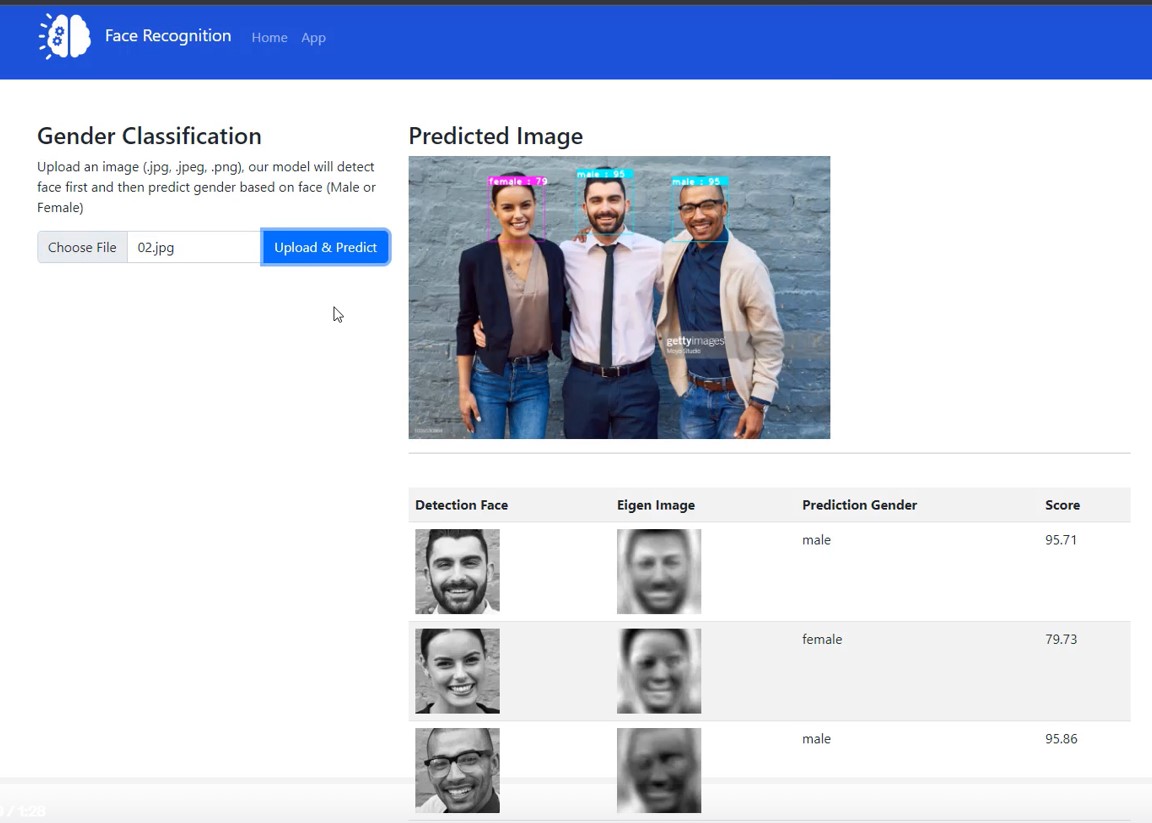 Face Recognition
Home
App
Gender Classification
Upload an image (.jpg, .jpeg, .png), our model will detect
face first and then predict gender based on face (Male or
Female)
Choose File
02.jpg
Upload & Predict
Predicted Image
female : 79
male : 95
male : 95
gettyimages
Detection Face
Eigen Image
Prediction Gender
Score
male
95.71
female
79.73
male
95.86
/ 1:28